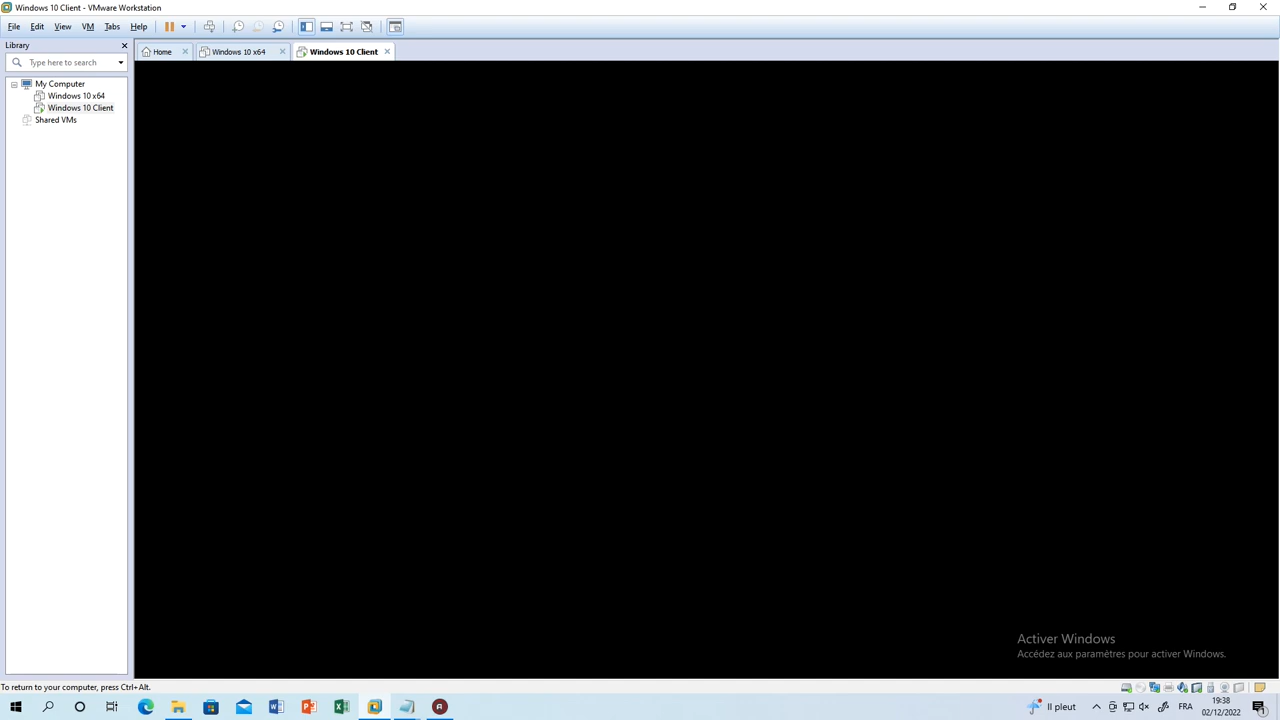 Windows 10 Client - VMware Workstation
File Edit View VM Tabs Help
Library
Type here to search
My Computer
Windows 10 x64
Windows 10 Client
Shared VMs
Home Windows 10 x64 Windows 10 Client
Activer Windows
Accédez aux paramètres pour activer Windows.
To return to your computer, press Ctrl+Alt.
Il pleut FRA 19:38
02/12/2022